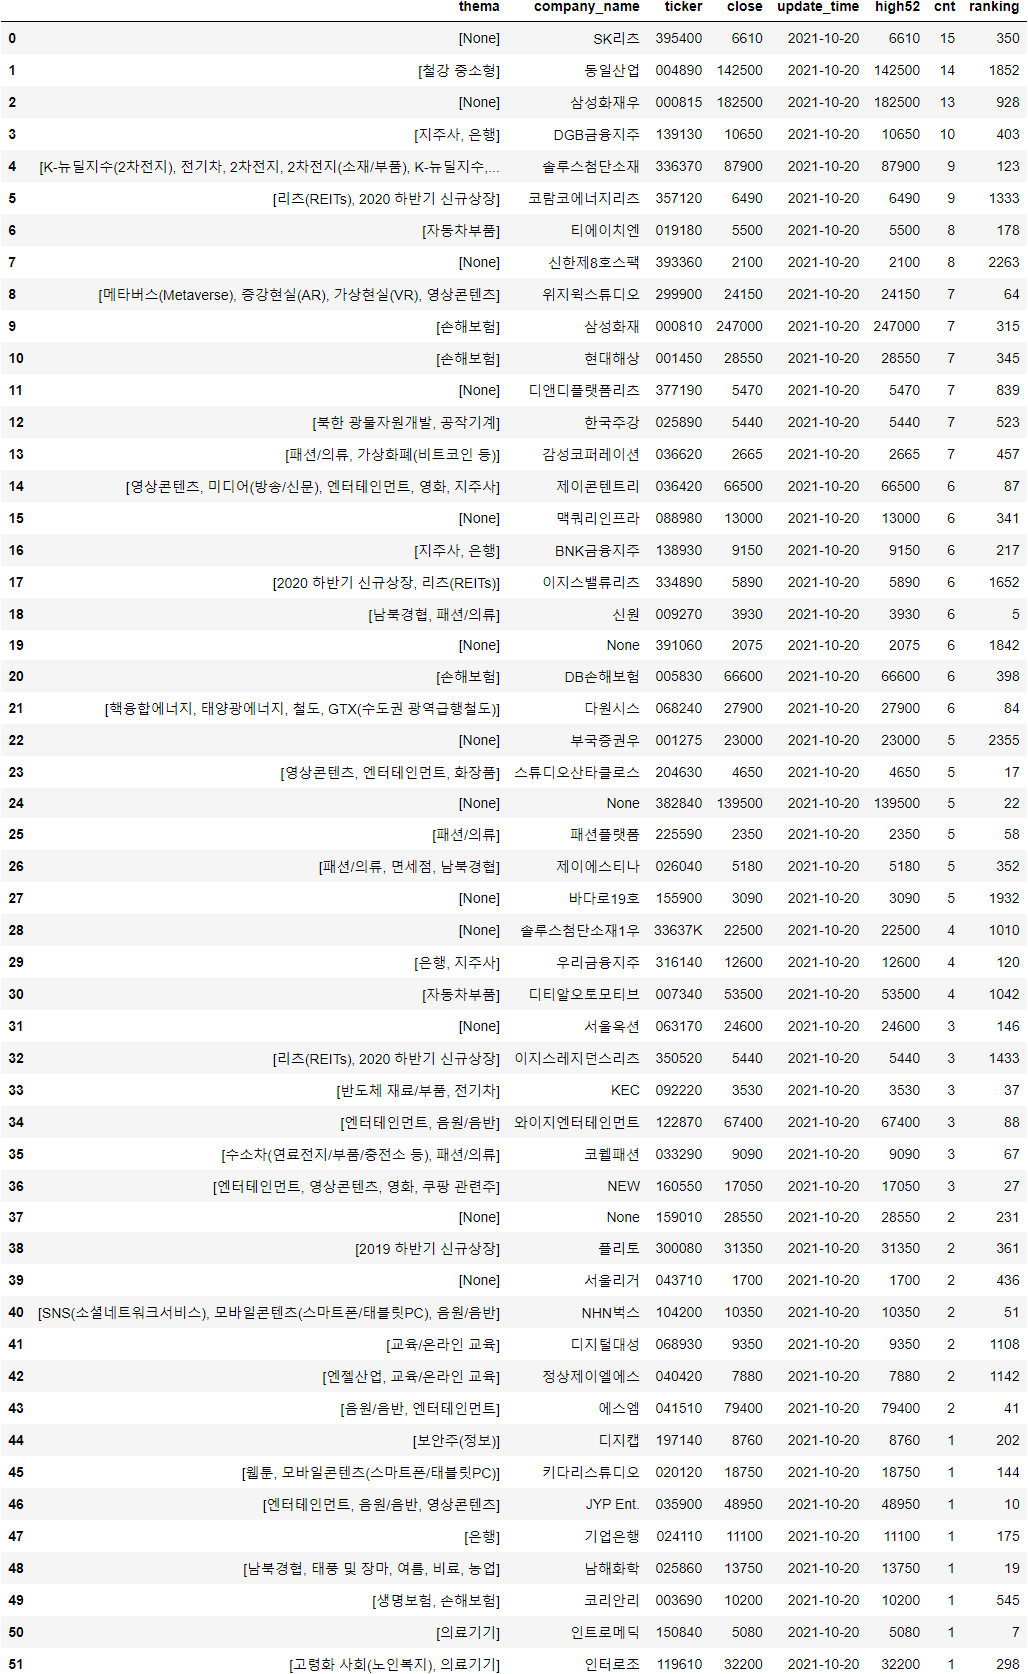 thema company_name ticker close update_time high52 cnt ranking
0 [None] SK리츠 395400 6610 2021-10-20 6610 15 350
1 [철강 중소형] 동일산업 004890 142500 2021-10-20 142500 14 1852
2 [None] 삼성화재우 000815 182500 2021-10-20 182500 13 928
3 [지주사, 은행] DGB금융지주 139130 10650 2021-10-20 10650 10 403
4 [K-뉴딜지수(2차전지), 전기차, 2차전지, 2차전지(소재/부품), K-뉴딜지수,... 솔루스첨단소재 336370 87900 2021-10-20 87900 9 123
5 [리츠(REITs), 2020 하반기 신규상장] 코람코에너지리츠 357120 6490 2021-10-20 6490 9 1333
6 [자동차부품] 티에이치엔 019180 5500 2021-10-20 5500 8 178
7 [None] 신한제8호스팩 393360 2100 2021-10-20 2100 8 2263
8 [메타버스(Metaverse), 증강현실(AR), 가상현실(VR), 영상콘텐츠] 위지윅스튜디오 299900 24150 2021-10-20 24150 7 64
9 [손해보험] 삼성화재 000810 247000 2021-10-20 247000 7 315
10 [손해보험] 현대해상 001450 28550 2021-10-20 28550 7 345
11 [None] 디앤디플랫폼리츠 377190 5470 2021-10-20 5470 7 839
12 [북한 광물자원개발, 공작기계] 한국주강 025890 5440 2021-10-20 5440 7 523
13 [패션/의류, 가상화폐(비트코인 등)] 감성코퍼레이션 036620 2665 2021-10-20 2665 7 457
14 [영상콘텐츠, 미디어(방송/신문), 엔터테인먼트, 영화, 지주사] 제이콘텐트리 036420 66500 2021-10-20 66500 6 87
15 [None] 맥쿼리인프라 088980 13000 2021-10-20 13000 6 341
16 [지주사, 은행] BNK금융지주 138930 9150 2021-10-20 9150 6 217
17 [2020 하반기 신규상장, 리츠(REITs)] 이지스밸류리츠 334890 5890 2021-10-20 5890 6 1652
18 [남북경협, 패션/의류] 신원 009270 3930 2021-10-20 3930 6 5
19 [None] None 391060 2075 2021-10-20 2075 6 1842
20 [손해보험] DB손해보험 005830 66600 2021-10-20 66600 6 398
21 [핵융합에너지, 태양광에너지, 철도, GTX(수도권 광역급행철도)] 다원시스 068240 27900 2021-10-20 27900 6 84
22 [None] 부국증권우 001275 23000 2021-10-20 23000 5 2355
23 [영상콘텐츠, 엔터테인먼트, 화장품] 스튜디오산타클로스 204630 4650 2021-10-20 4650 5 17
24 [None] None 382840 139500 2021-10-20 139500 5 22
25 [패션/의류] 패션플랫폼 225590 2350 2021-10-20 2350 5 58
26 [패션/의류, 면세점, 남북경협] 제이에스티나 026040 5180 2021-10-20 5180 5 352
27 [None] 바다로19호 155900 3090 2021-10-20 3090 5 1932
28 [None] 솔루스첨단소재1우 33637K 22500 2021-10-20 22500 4 1010
29 [은행, 지주사] 우리금융지주 316140 12600 2021-10-20 12600 4 120
30 [자동차부품] 디티알오토모티브 007340 53500 2021-10-20 53500 4 1042
31 [None] 서울옥션 063170 24600 2021-10-20 24600 3 146
32 [리츠(REITs), 2020 하반기 신규상장] 이지스레지던스리츠 350520 5440 2021-10-20 5440 3 1433
33 [반도체 재료/부품, 전기차] KEC 092220 3530 2021-10-20 3530 3 37
34 [엔터테인먼트, 음원/음반] 와이지엔터테인먼트 122870 67400 2021-10-20 67400 3 88
35 [수소차(연료전지/부품/충전소 등), 패션/의류] 코웰패션 033290 9090 2021-10-20 9090 3 67
36 [엔터테인먼트, 영상콘텐츠, 영화, 쿠팡 관련주] NEW 160550 17050 2021-10-20 17050 3 27
37 [None] None 159010 28550 2021-10-20 28550 2 231
38 [2019 하반기 신규상장] 플리토 300080 31350 2021-10-20 31350 2 361
39 [None] 서울리거 043710 1700 2021-10-20 1700 2 436
40 [SNS(소셜네트워크서비스), 모바일콘텐츠(스마트폰/태블릿PC), 음원/음반] NHN벅스 104200 10350 2021-10-20 10350 2 51
41 [교육/온라인 교육] 디지털대성 068930 9350 2021-10-20 9350 2 1108
42 [엔젤산업, 교육/온라인 교육] 정상제이엘에스 040420 7880 2021-10-20 7880 2 1142
43 [음원/음반, 엔터테인먼트] 에스엠 041510 79400 2021-10-20 79400 2 41
44 [보안주(정보)] 디지캡 197140 8760 2021-10-20 8760 1 202
45 [웹툰, 모바일콘텐츠(스마트폰/태블릿PC)] 키다리스튜디오 020120 18750 2021-10-20 18750 1 144
46 [엔터테인먼트, 음원/음반, 영상콘텐츠] JYP Ent. 035900 48950 2021-10-20 48950 1 10
47 [은행] 기업은행 024110 11100 2021-10-20 11100 1 175
48 [남북경협, 태풍 및 장마, 여름, 비료, 농업] 남해화학 025860 13750 2021-10-20 13750 1 19
49 [생명보험, 손해보험] 코리안리 003690 10200 2021-10-20 10200 1 545
50 [의료기기] 인트로메딕 150840 5080 2021-10-20 5080 1 7
51 [고령화 사회(노인복지), 의료기기] 인터로조 119610 32200 2021-10-20 32200 1 298